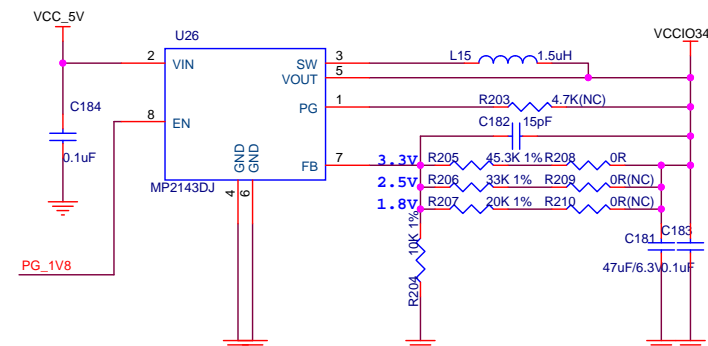 VCC_5V
VCCIO34
U26
2 VIN
SW 3 L15 1.5uH
VOUT 5
C184
0.1uF
8 EN
PG 1 R203 4.7K(NC)
C182 15pF
FB 7 3.3V R205 45.3K 1% R208 0R
2.5V R206 33K 1% R209 0R(NC)
1.8V R207 20K 1% R210 0R(NC)
GND
GND
MP2143DJ
4
6
R204 10K 1%
C181 C183
47uF/6.3V 0.1uF
PG_1V8